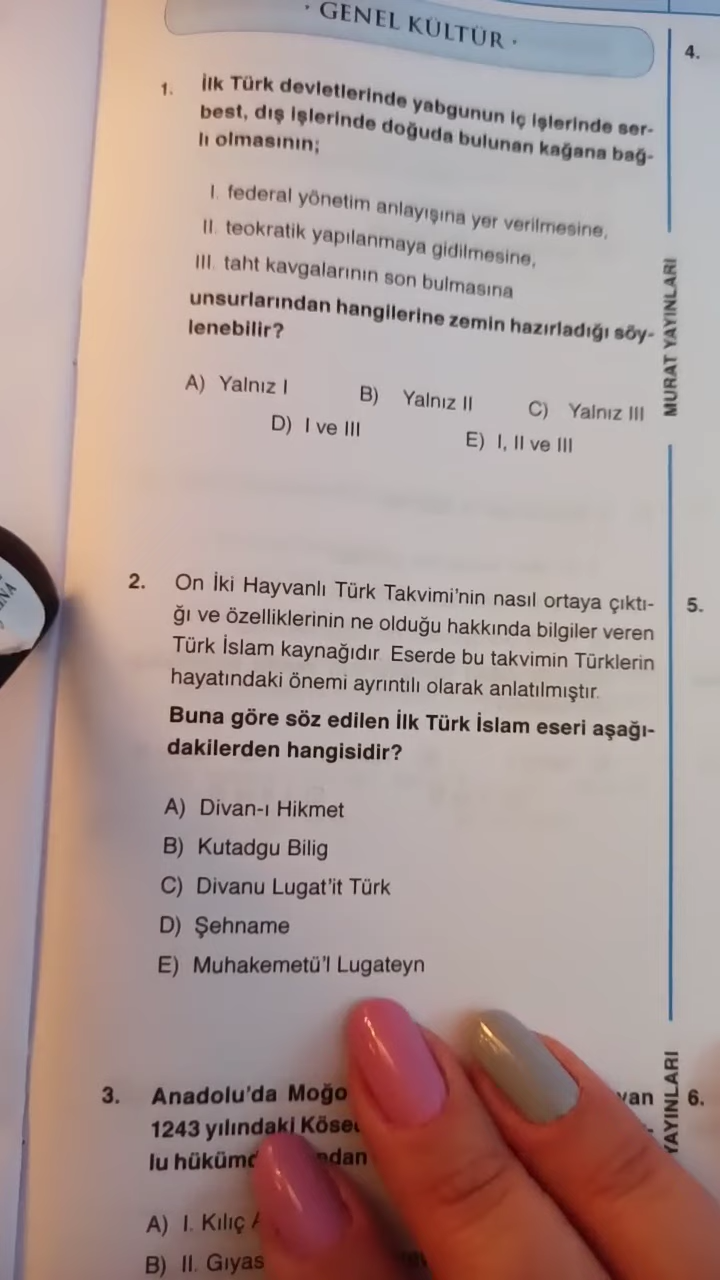 · GENEL KÜLTÜR ·
1. İlk Türk devletlerinde yabgunun iç işlerinde ser-
best, dış işlerinde doğuda bulunan kağana bağ-
lı olmasının;
I. federal yönetim anlayışına yer verilmesine,
II. teokratik yapılanmaya gidilmesine,
III. taht kavgalarının son bulmasına
unsurlarından hangilerine zemin hazırladığı söy-
lenebilir?
A) Yalnız I B) Yalnız II C) Yalnız III
D) I ve III E) I, II ve III
2. On İki Hayvanlı Türk Takvimi'nin nasıl ortaya çıktı-
ğı ve özelliklerinin ne olduğu hakkında bilgiler veren
Türk İslam kaynağıdır. Eserde bu takvimin Türklerin
hayatındaki önemi ayrıntılı olarak anlatılmıştır.
Buna göre söz edilen İlk Türk İslam eseri aşağı-
dakilerden hangisidir?
A) Divan-ı Hikmet
B) Kutadgu Bilig
C) Divanu Lugat'it Türk
D) Şehname
E) Muhakemetü'l Lugateyn
3. Anadolu'da Moğo
1243 yılındaki
lu
A) I. Kılıç
B) II. Gıyas
MURAT YAYINLARI
YAYINLARI
4.
5.
6.